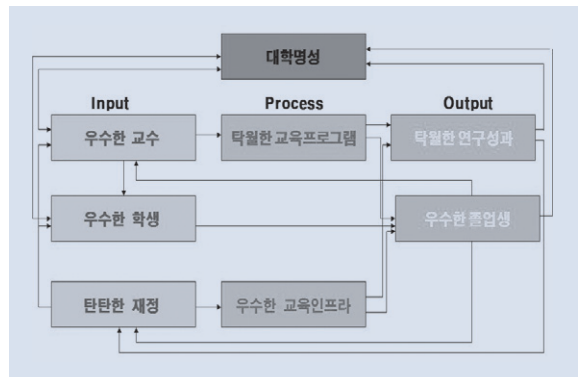 대학명성
Input Process Output
우수한 교수 탁월한 교육프로그램 탁월한 연구성과
우수한 학생 우수한 졸업생
탄탄한 재정 우수한 교육인프라